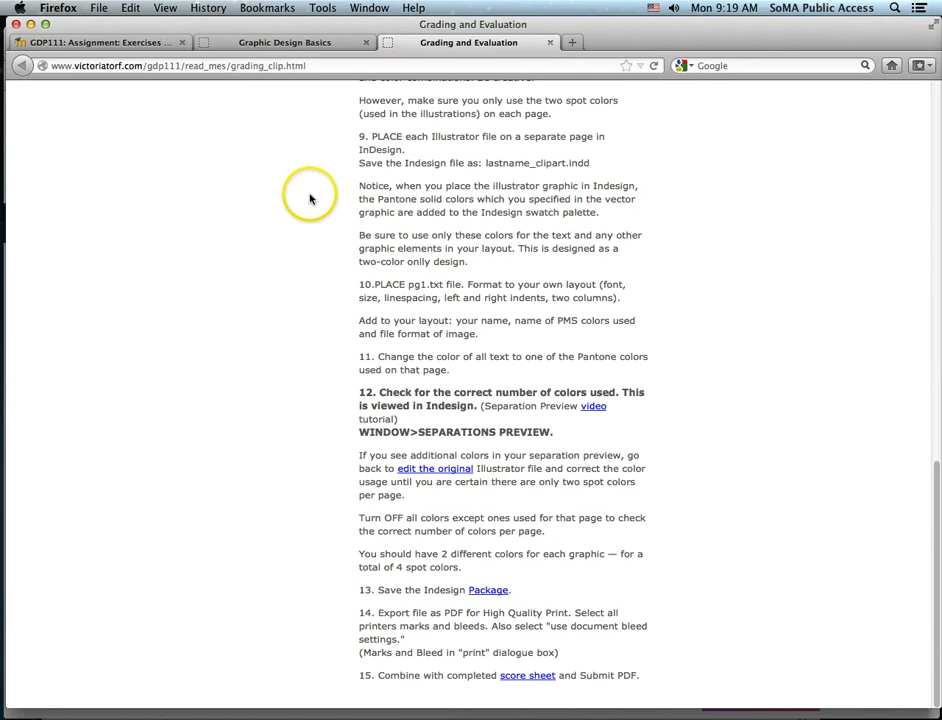 Firefox File Edit View History Bookmarks Tools Window Help Mon 9:19 AM SoMA Public Access
Grading and Evaluation
GDP111: Assignment: Exercises ... Graphic Design Basics Grading and Evaluation
www.victoriatorf.com/gdp111/read_mes/grading_clip.html Google
However, make sure you only use the two spot colors
(used in the illustrations) on each page.
9. PLACE each Illustrator file on a separate page in
InDesign.
Save the Indesign file as: lastname_clipart.indd
Notice, when you place the illustrator graphic in Indesign,
the Pantone solid colors which you specified in the vector
graphic are added to the Indesign swatch palette.
Be sure to use only these colors for the text and any other
graphic elements in your layout. This is designed as a
two-color onlly design.
10.PLACE pg1.txt file. Format to your own layout (font,
size, linespacing, left and right indents, two columns).
Add to your layout: your name, name of PMS colors used
and file format of image.
11. Change the color of all text to one of the Pantone colors
used on that page.
12. Check for the correct number of colors used. This
is viewed in Indesign. (Separation Preview video
tutorial)
WINDOW>SEPARATIONS PREVIEW.
If you see additional colors in your separation preview, go
back to edit the original Illustrator file and correct the color
usage until you are certain there are only two spot colors
per page.
Turn OFF all colors except ones used for that page to check
the correct number of colors per page.
You should have 2 different colors for each graphic — for a
total of 4 spot colors.
13. Save the Indesign Package.
14. Export file as PDF for High Quality Print. Select all
printers marks and bleeds. Also select "use document bleed
settings."
(Marks and Bleed in "print" dialogue box)
15. Combine with completed score sheet and Submit PDF.